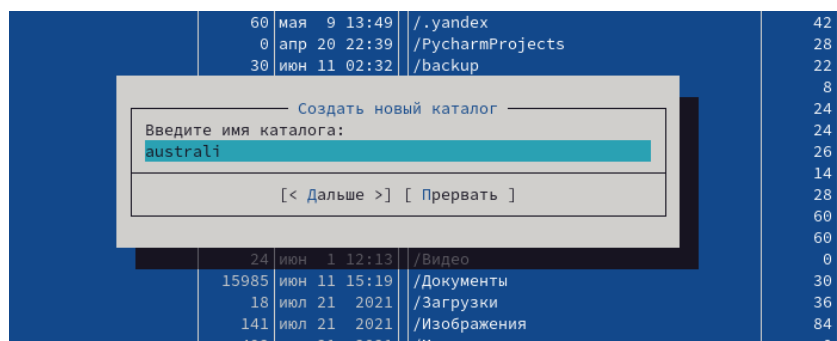 60 мая 9 13:49 /.yandex 42
0 апр 20 22:39 /PycharmProjects 28
30 июн 11 02:32 /backup 22
8
Создать новый каталог 24
Введите имя каталога: 24
australi 26
14
[< Дальше >] [ Прервать ] 28
60
60
24 июн 1 12:13 /Видео 0
15985 июн 11 15:19 /Документы 30
18 июл 21 2021 /Загрузки 36
141 июл 21 2021 /Изображения 84